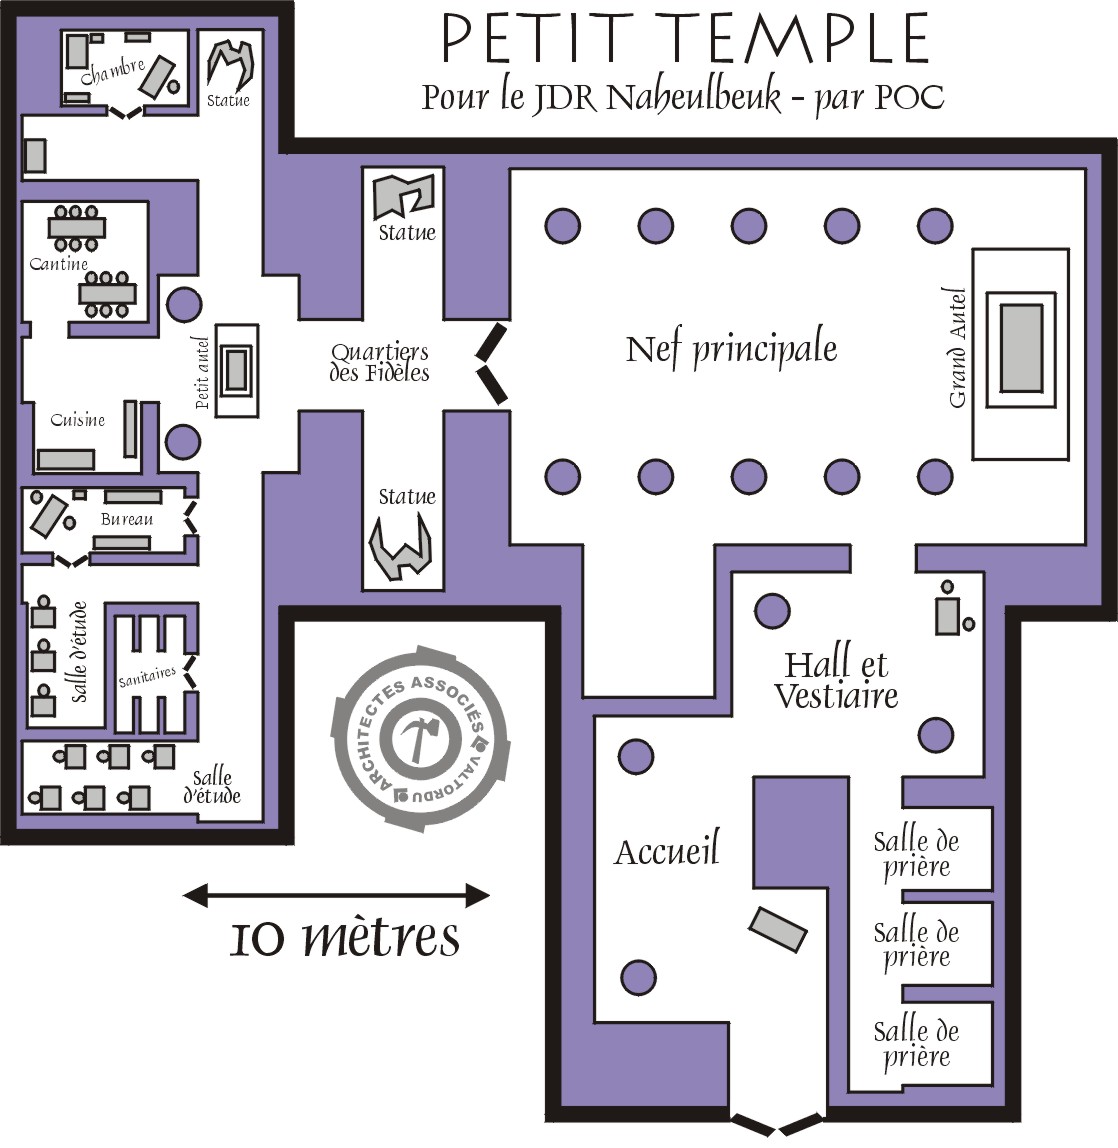 PETIT TEMPLE
Pour le JDR Naheulbeuk - par POC
Chambre
Statue
Statue
Cantine
Petit autel
Quartiers
des Fidèles
Nef principale
Grand Autel
Cuisine
Statue
Bureau
Salle d'étude
Sanitaires
Hall et
Vestiaire
ARCHITECTES ASSOCIÉS
VALTORDU
Salle
d'étude
Accueil
Salle de
prière
Salle de
prière
Salle de
prière
10 mètres